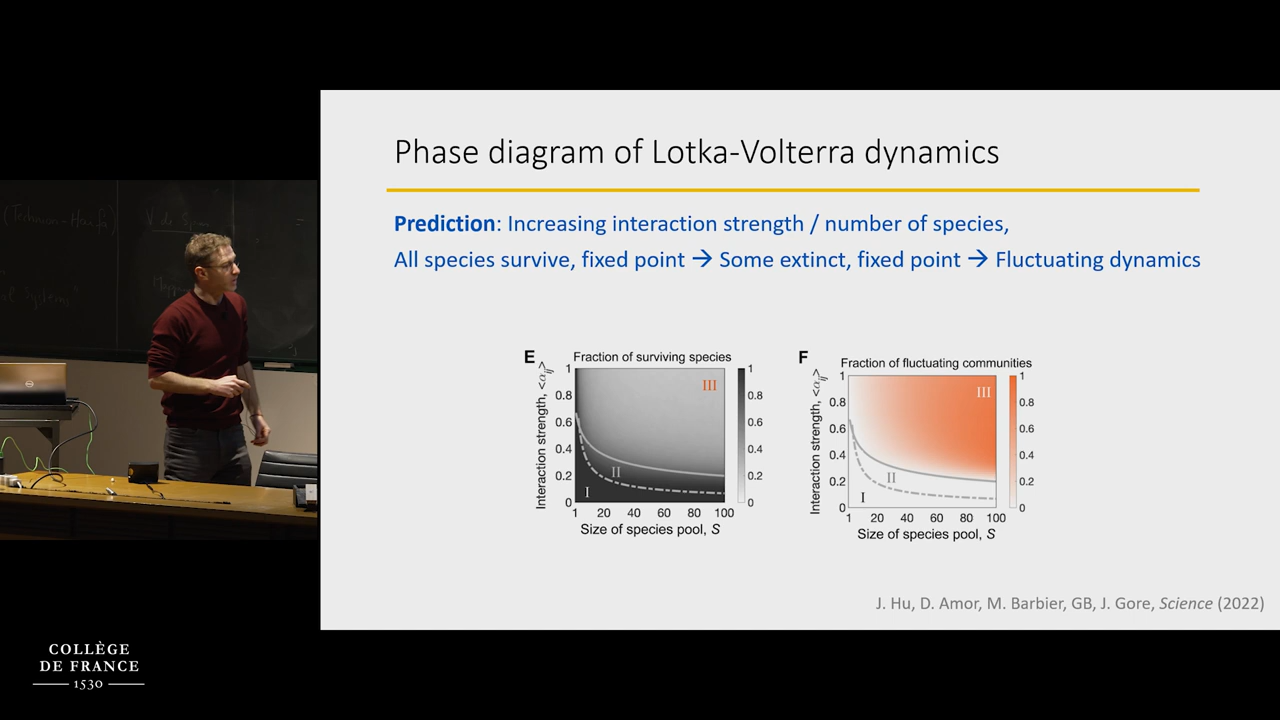 Phase diagram of Lotka-Volterra dynamics
Prediction: Increasing interaction strength / number of species,
All species survive, fixed point → Some extinct, fixed point → Fluctuating dynamics
E
Fraction of surviving species
Interaction strength, <αij>
1
0.8
0.6
0.4
0.2
0
I
II
III
1 20 40 60 80 100
Size of species pool, S
1
0.8
0.6
0.4
0.2
0
F
Fraction of fluctuating communities
Interaction strength, <αij>
1
0.8
0.6
0.4
0.2
0
I
II
III
1 20 40 60 80 100
Size of species pool, S
1
0.8
0.6
0.4
0.2
0
J. Hu, D. Amor, M. Barbier, GB, J. Gore, Science (2022)
(Technion-Haifa)
COLLÈGE
DE FRANCE
1530